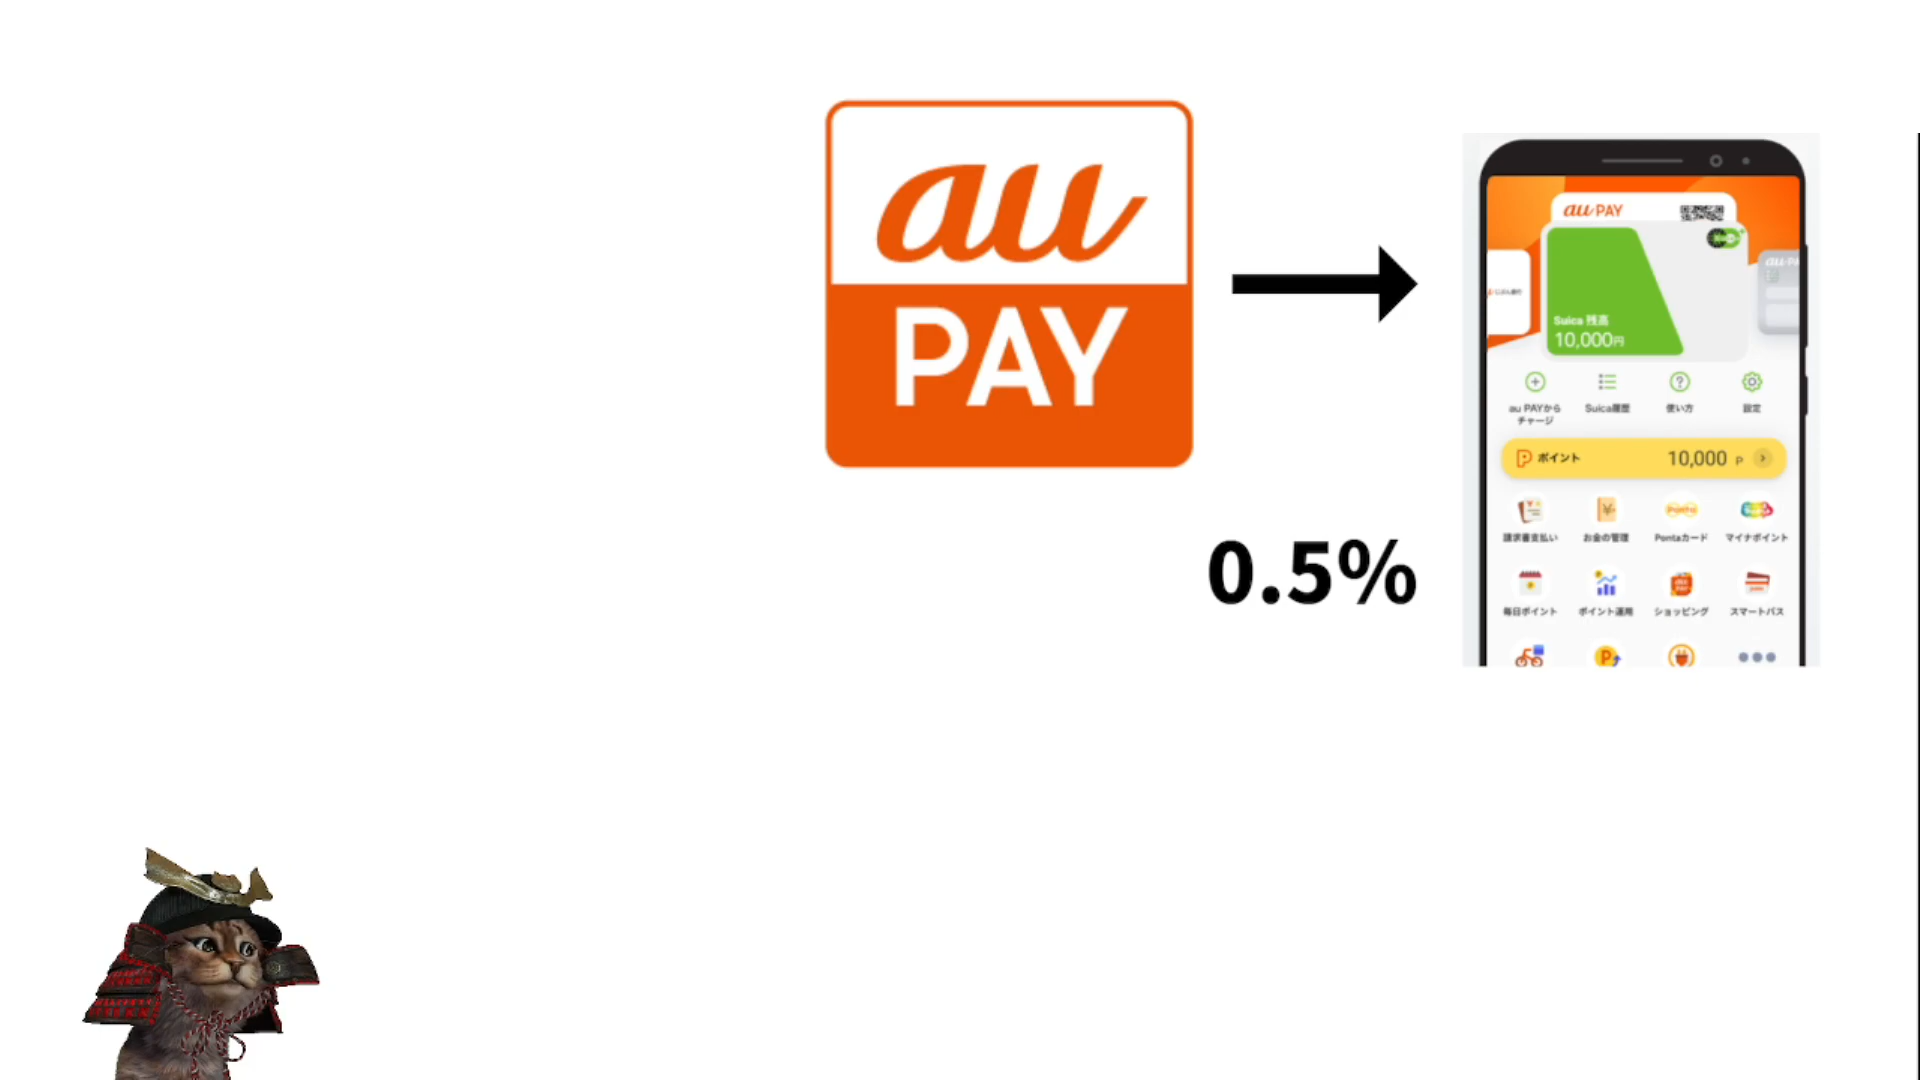 au
PAY
0.5%
au PAY
Suica 残高
10,000円
au PAYから
チャージ
Suica履歴
使い方
設定
ポイント
10,000 P
請求書支払い
お金の管理
Pontaカード
マイナポイント
毎日ポイント
ポイント運用
ショッピング
スマートパス